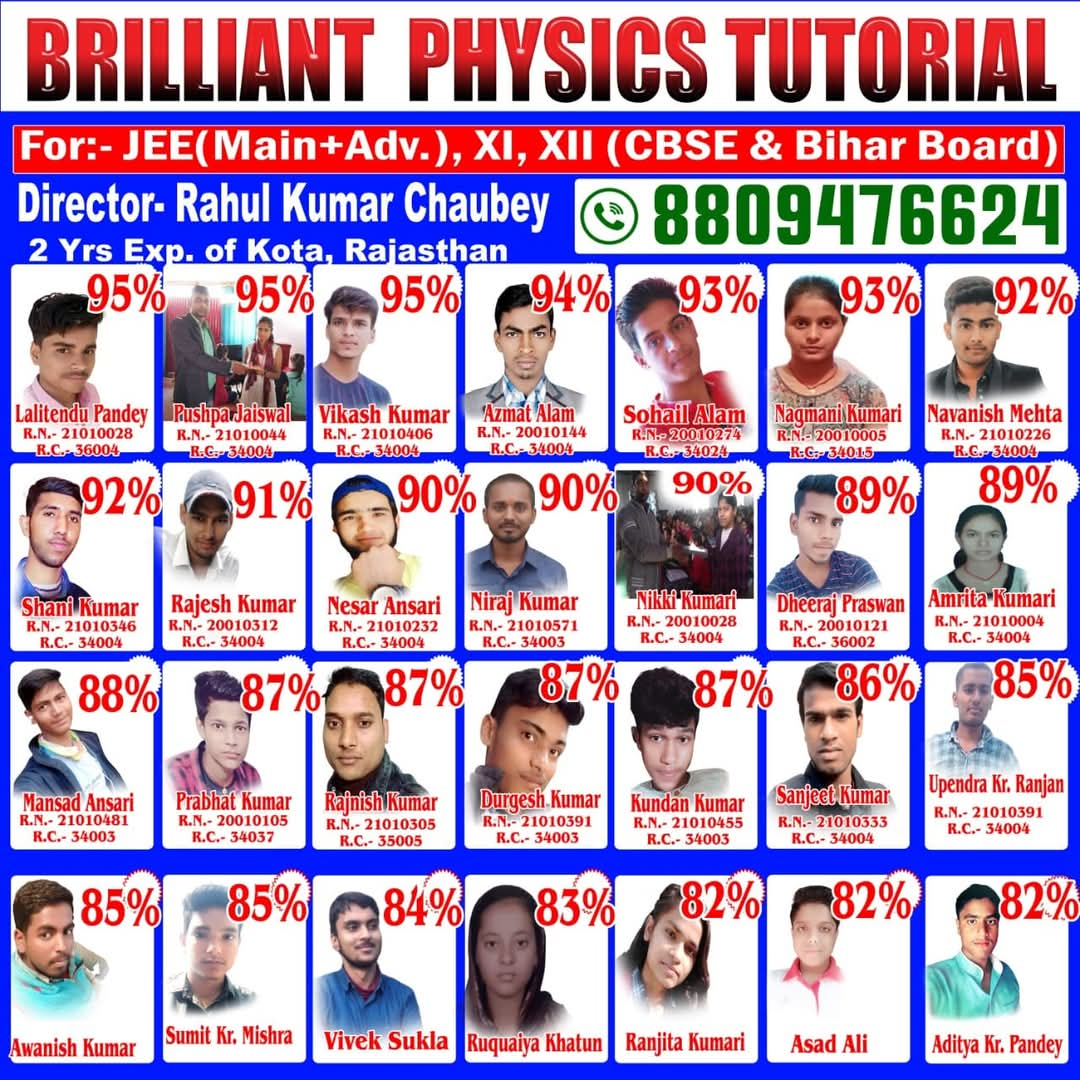 BRILLIANT PHYSICS TUTORIAL
For:- JEE(Main+Adv.), XI, XII (CBSE & Bihar Board)
Director- Rahul Kumar Chaubey
2 Yrs Exp. of Kota, Rajasthan
8809476624
95%
Lalitendu Pandey
R.N.- 21010028
R.C.- 36004
95%
Pushpa Jaiswal
R.N.- 21010044
R.C.- 34004
95%
Vikash Kumar
R.N.- 21010406
R.C.- 34004
94%
Azmat Alam
R.N.- 20010144
R.C.- 34004
93%
Sohail Alam
R.N.- 20010274
R.C.- 34024
93%
Nagmani Kumari
R.N.- 20010005
R.C.- 34015
92%
Navanish Mehta
R.N.- 21010226
R.C.- 34004
92%
Shani Kumar
R.N.- 21010346
R.C.- 34004
91%
Rajesh Kumar
R.N.- 20010312
R.C.- 34004
90%
Nesar Ansari
R.N.- 21010232
R.C.- 34004
90%
Niraj Kumar
R.N.- 21010571
R.C.- 34003
90%
Nikki Kumari
R.N.- 20010028
R.C.- 34004
89%
Dheeraj Praswan
R.N.- 20010121
R.C.- 36002
89%
Amrita Kumari
R.N.- 21010004
R.C.- 34004
88%
Mansad Ansari
R.N.- 21010481
R.C.- 34003
87%
Prabhat Kumar
R.N.- 20010105
R.C.- 34037
87%
Rajnish Kumar
R.N.- 21010305
R.C.- 35005
87%
Durgesh Kumar
R.N.- 21010391
R.C.- 34003
87%
Kundan Kumar
R.N.- 21010455
R.C.- 34003
86%
Sanjeet Kumar
R.N.- 21010333
R.C.- 34004
85%
Upendra Kr. Ranjan
R.N.- 21010391
R.C.- 34004
85%
Awanish Kumar
85%
Sumit Kr. Mishra
84%
Vivek Sukla
83%
Ruquaiya Khatun
82%
Ranjita Kumari
82%
Asad Ali
82%
Aditya Kr. Pandey